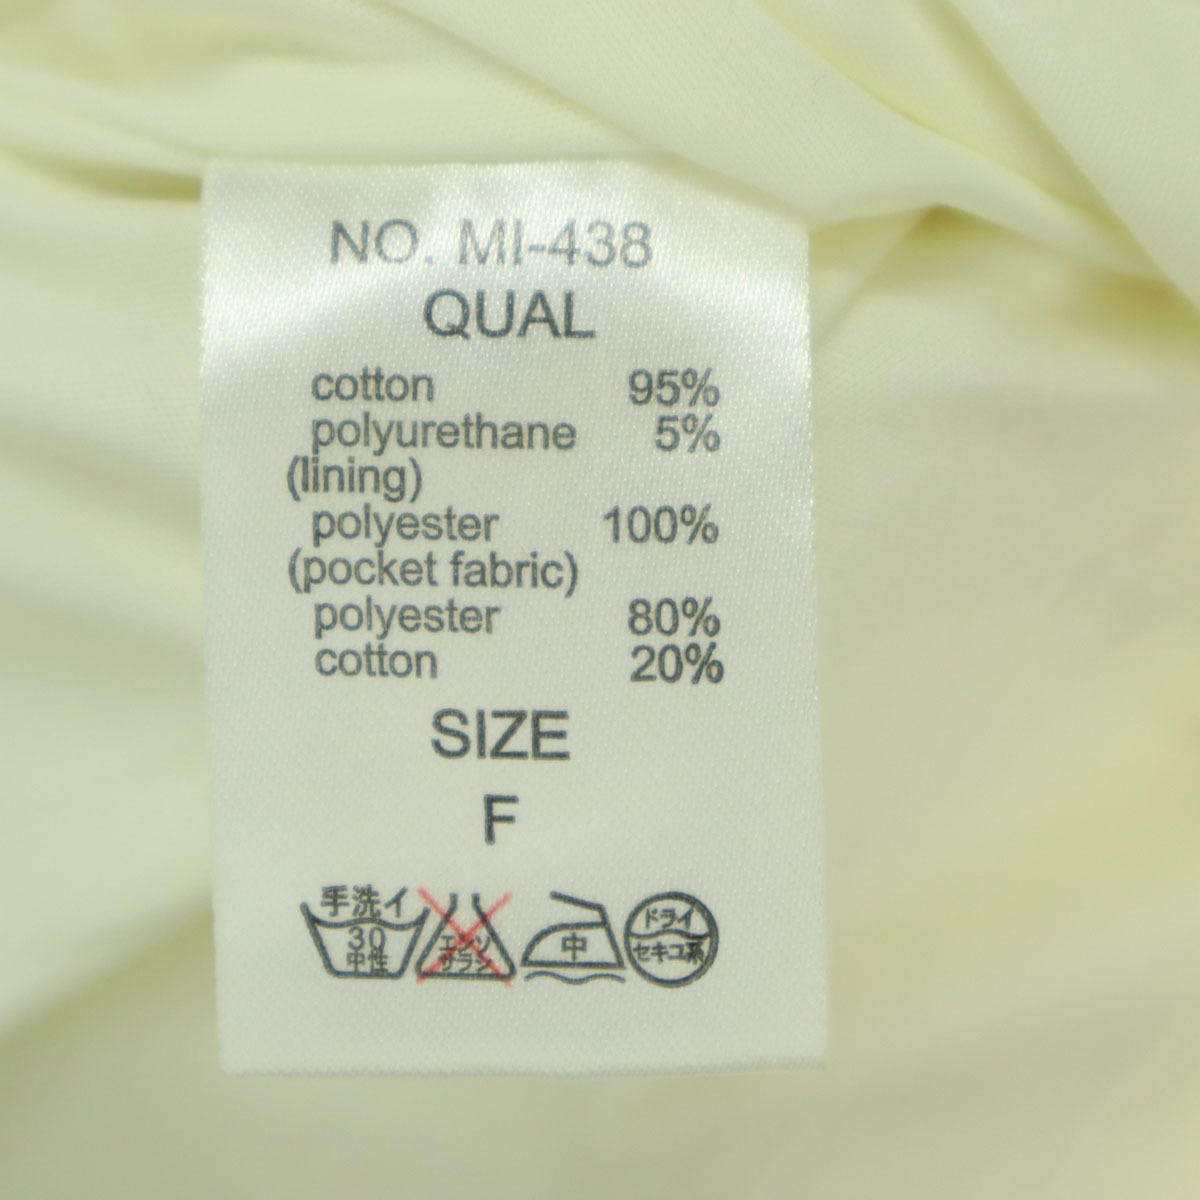 NO. MI-438
QUAL
cotton 95%
polyurethane 5%
(lining)
polyester 100%
(pocket fabric)
polyester 80%
cotton 20%
SIZE
F
手洗イ
30
中性
エンソ
サラシ
中
ドライ
セキユ系